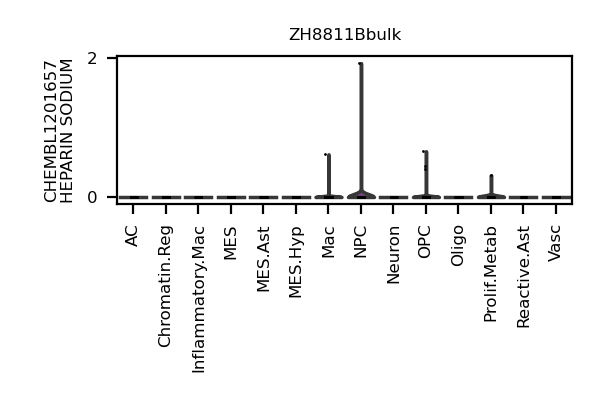 ZH8811Bbulk
CHEMBL1201657
HEPARIN SODIUM
2
0
AC
Chromatin.Reg
Inflammatory.Mac
MES
MES.Ast
MES.Hyp
Mac
NPC
Neuron
OPC
Oligo
Prolif.Metab
Reactive.Ast
Vasc